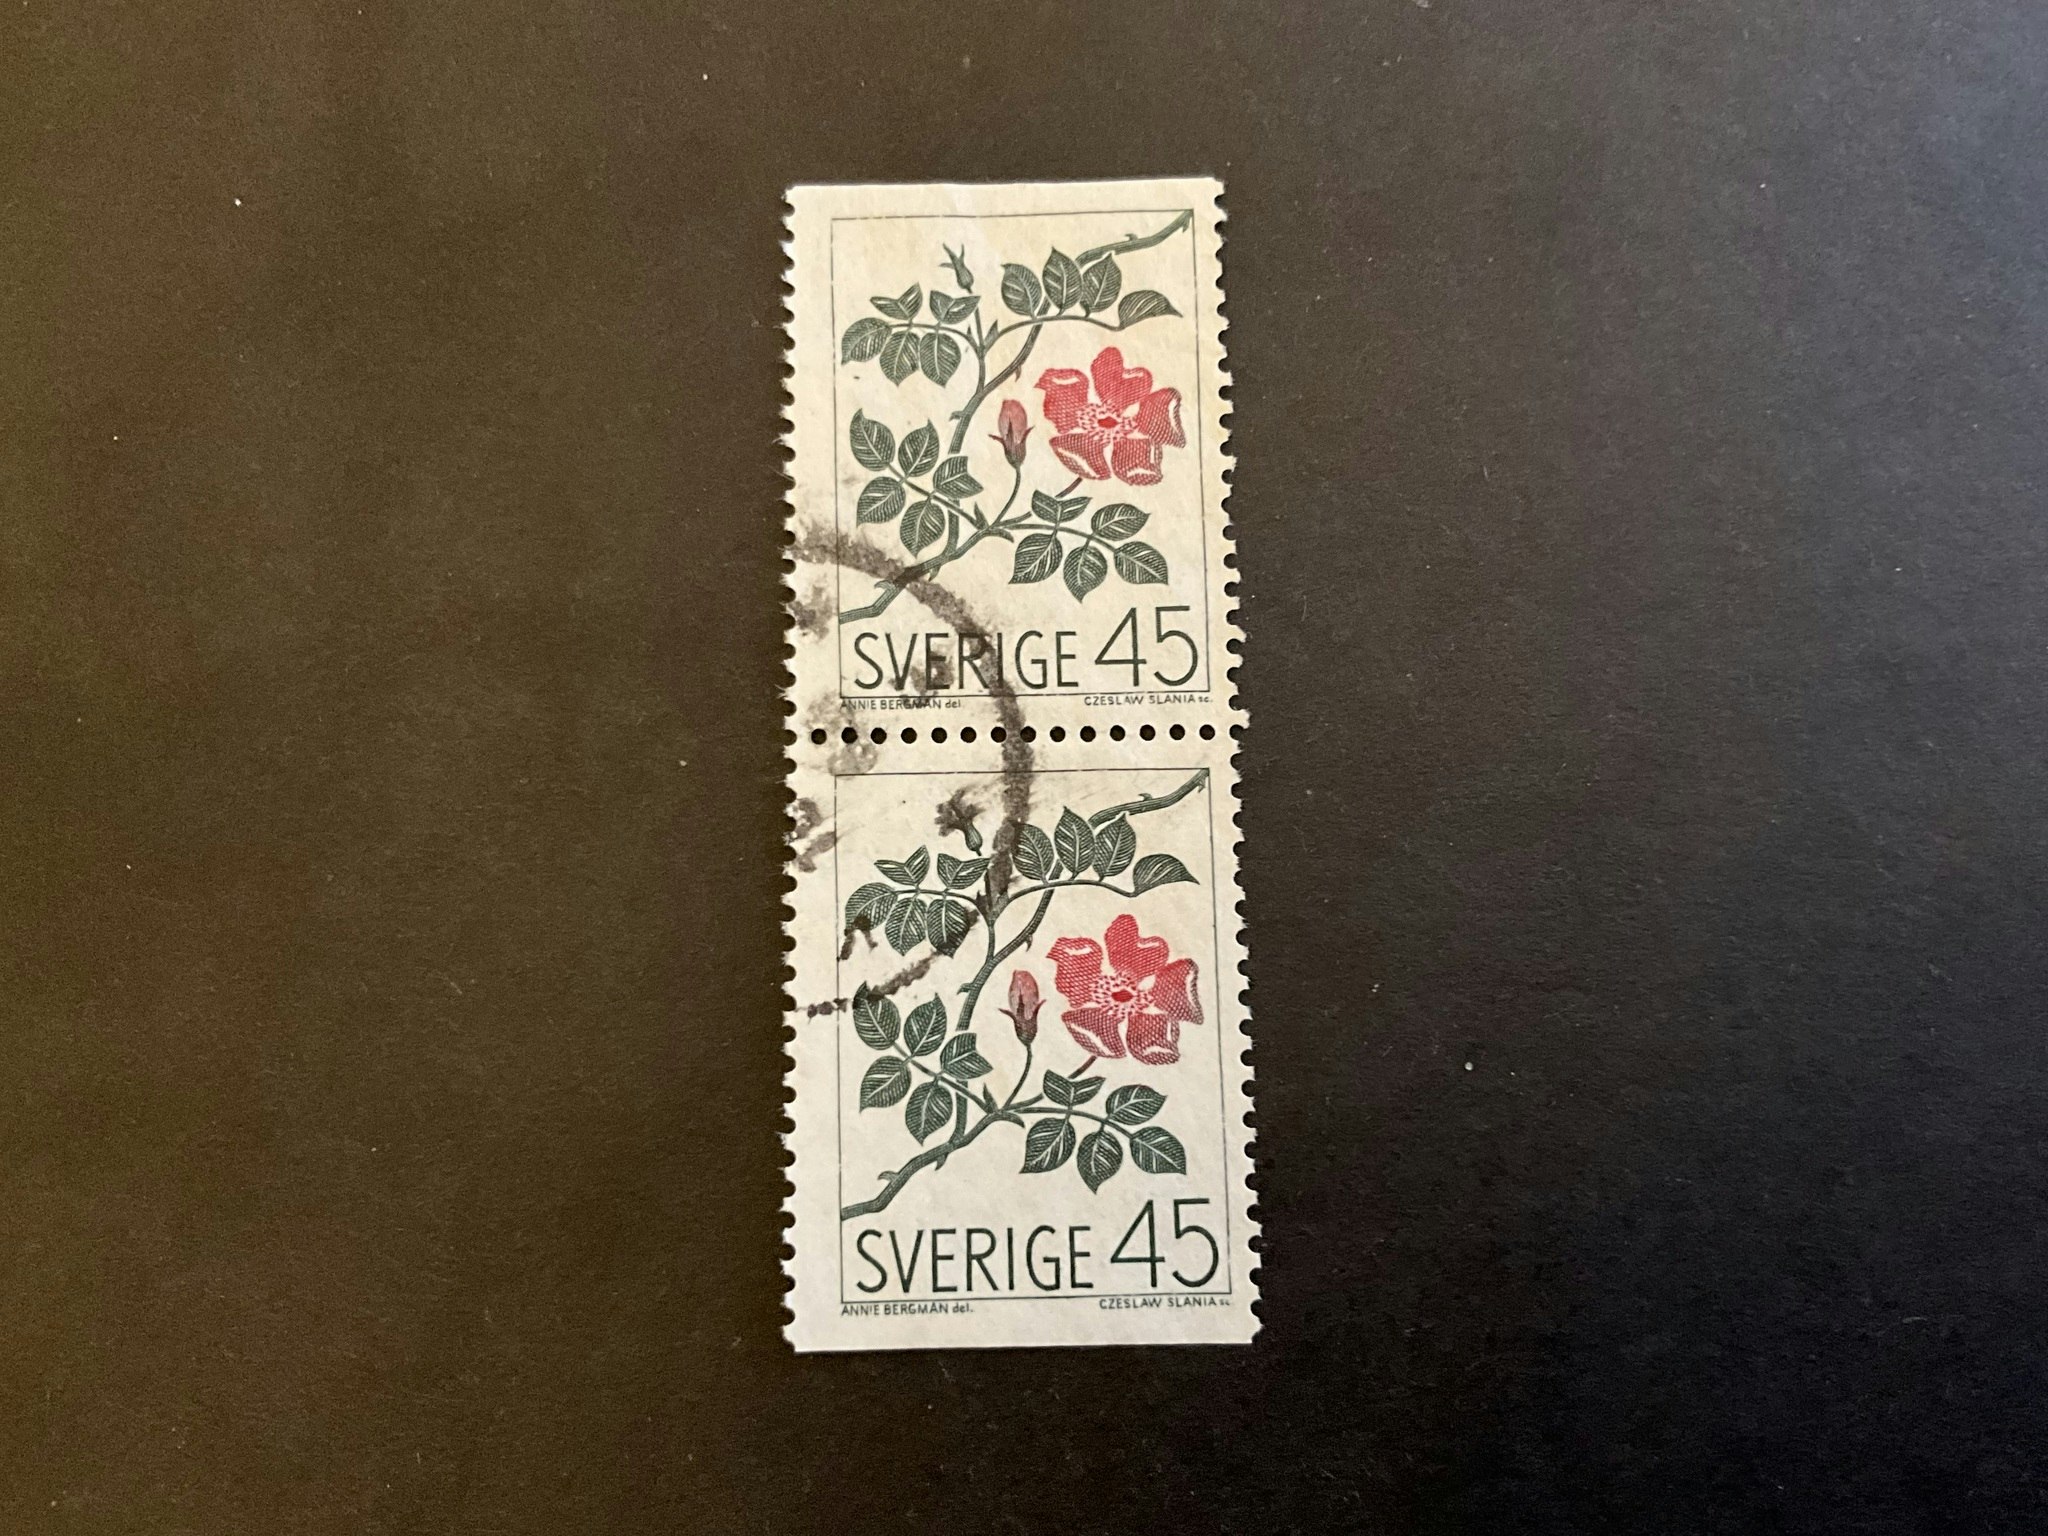 SVERIGE 45
ANNIE BERGMAN del. CZESLAW SLANIA sc.
SVERIGE 45
ANNIE BERGMAN del. CZESLAW SLANIA sc.